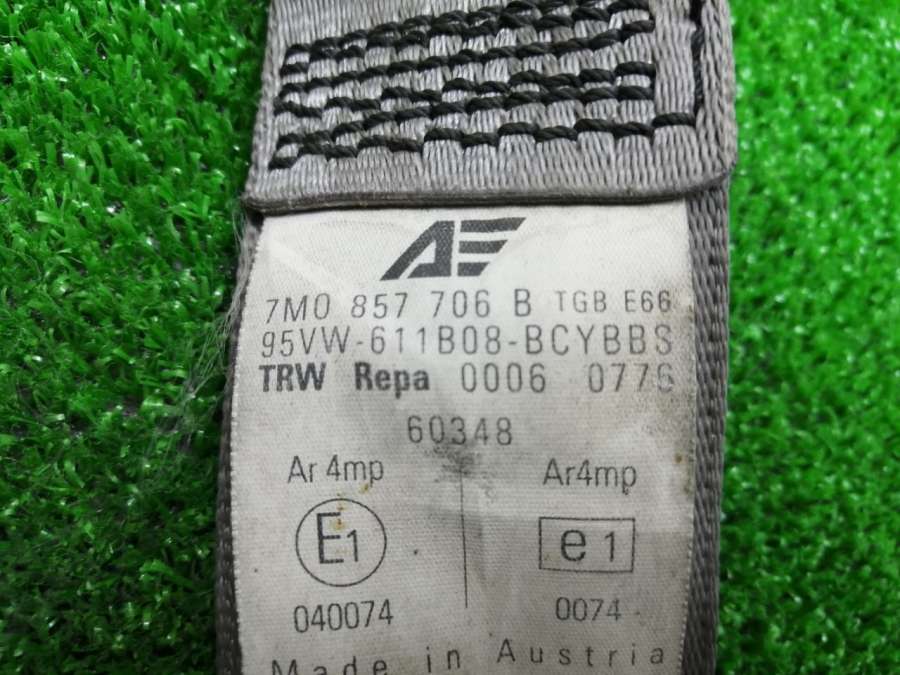 AE
7M0 857 706 B TGB E66
95VW-611B08-BCYBBS
TRW Repa 0006 0776
60348
Ar 4mp Ar4mp
E1 e1
040074 0074
Made in Austria